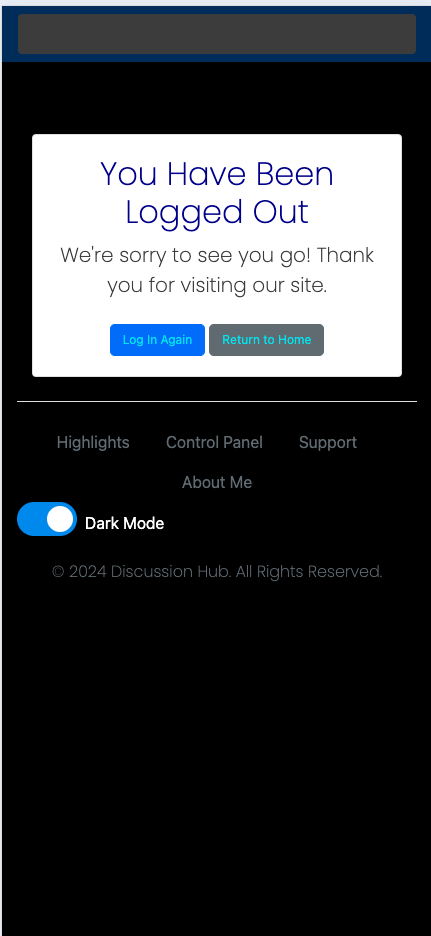 You Have Been
Logged Out
We're sorry to see you go! Thank
you for visiting our site.
Log In Again Return to Home
Highlights Control Panel Support
About Me
Dark Mode
© 2024 Discussion Hub. All Rights Reserved.